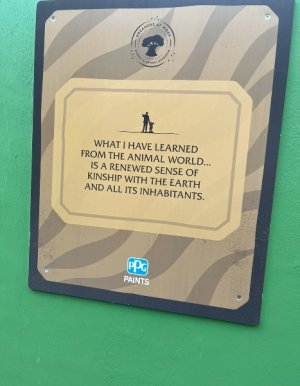 WHAT I HAVE LEARNED
FROM THE ANIMAL WORLD...
IS A RENEWED SENSE OF
KINSHIP WITH THE EARTH
AND ALL ITS INHABITANTS.
PPG
PAINTS